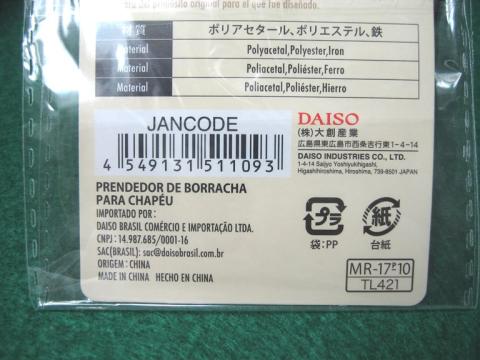 propósito original para el que fue diseñado.
材質 ポリアセタール、ポリエステル、鉄
Material Polyacetal,Polyester,Iron
Material Poliacetal,Poliéster,Ferro
Material Poliacetal,Poliéster,Hierro
JANCODE
4 549131 511093
DAISO
(株)大創産業
広島県東広島市西条吉行東1-4-14
DAISO INDUSTRIES CO., LTD.
1-4-14 Saijyo Yoshiyukihigashi,
Higashihiroshima, Hiroshima, 739-8501 JAPAN
PRENDEDOR DE BORRACHA
PARA CHAPÉU
IMPORTADO POR:
DAISO BRASIL COMÉRCIO E IMPORTAÇÃO LTDA.
CNPJ: 14.987.685/0001-16
SAC(BRASIL): sac@daisobrasil.com.br
ORIGEM: CHINA
MADE IN CHINA HECHO EN CHINA
プラ
袋:PP
紙
台紙
MR-17P10
TL421